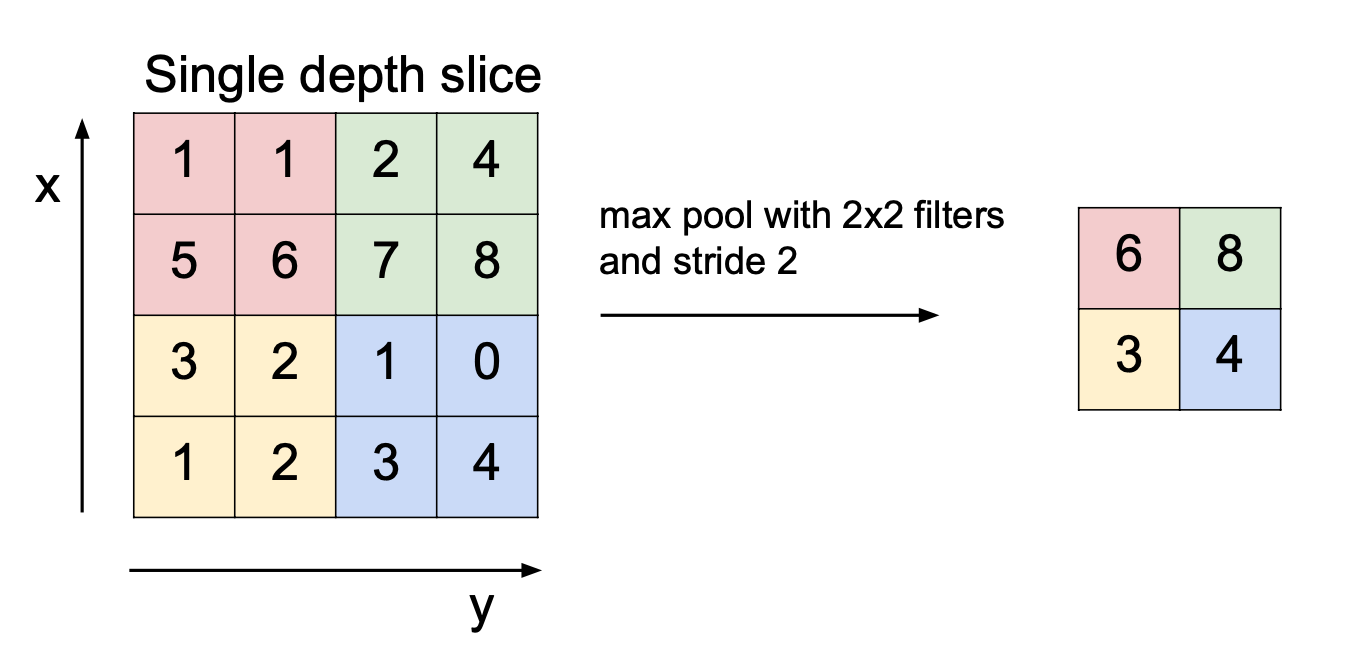 Single depth slice
x
1 1 2 4
5 6 7 8
3 2 1 0
1 2 3 4
y
max pool with 2x2 filters
and stride 2
6 8
3 4